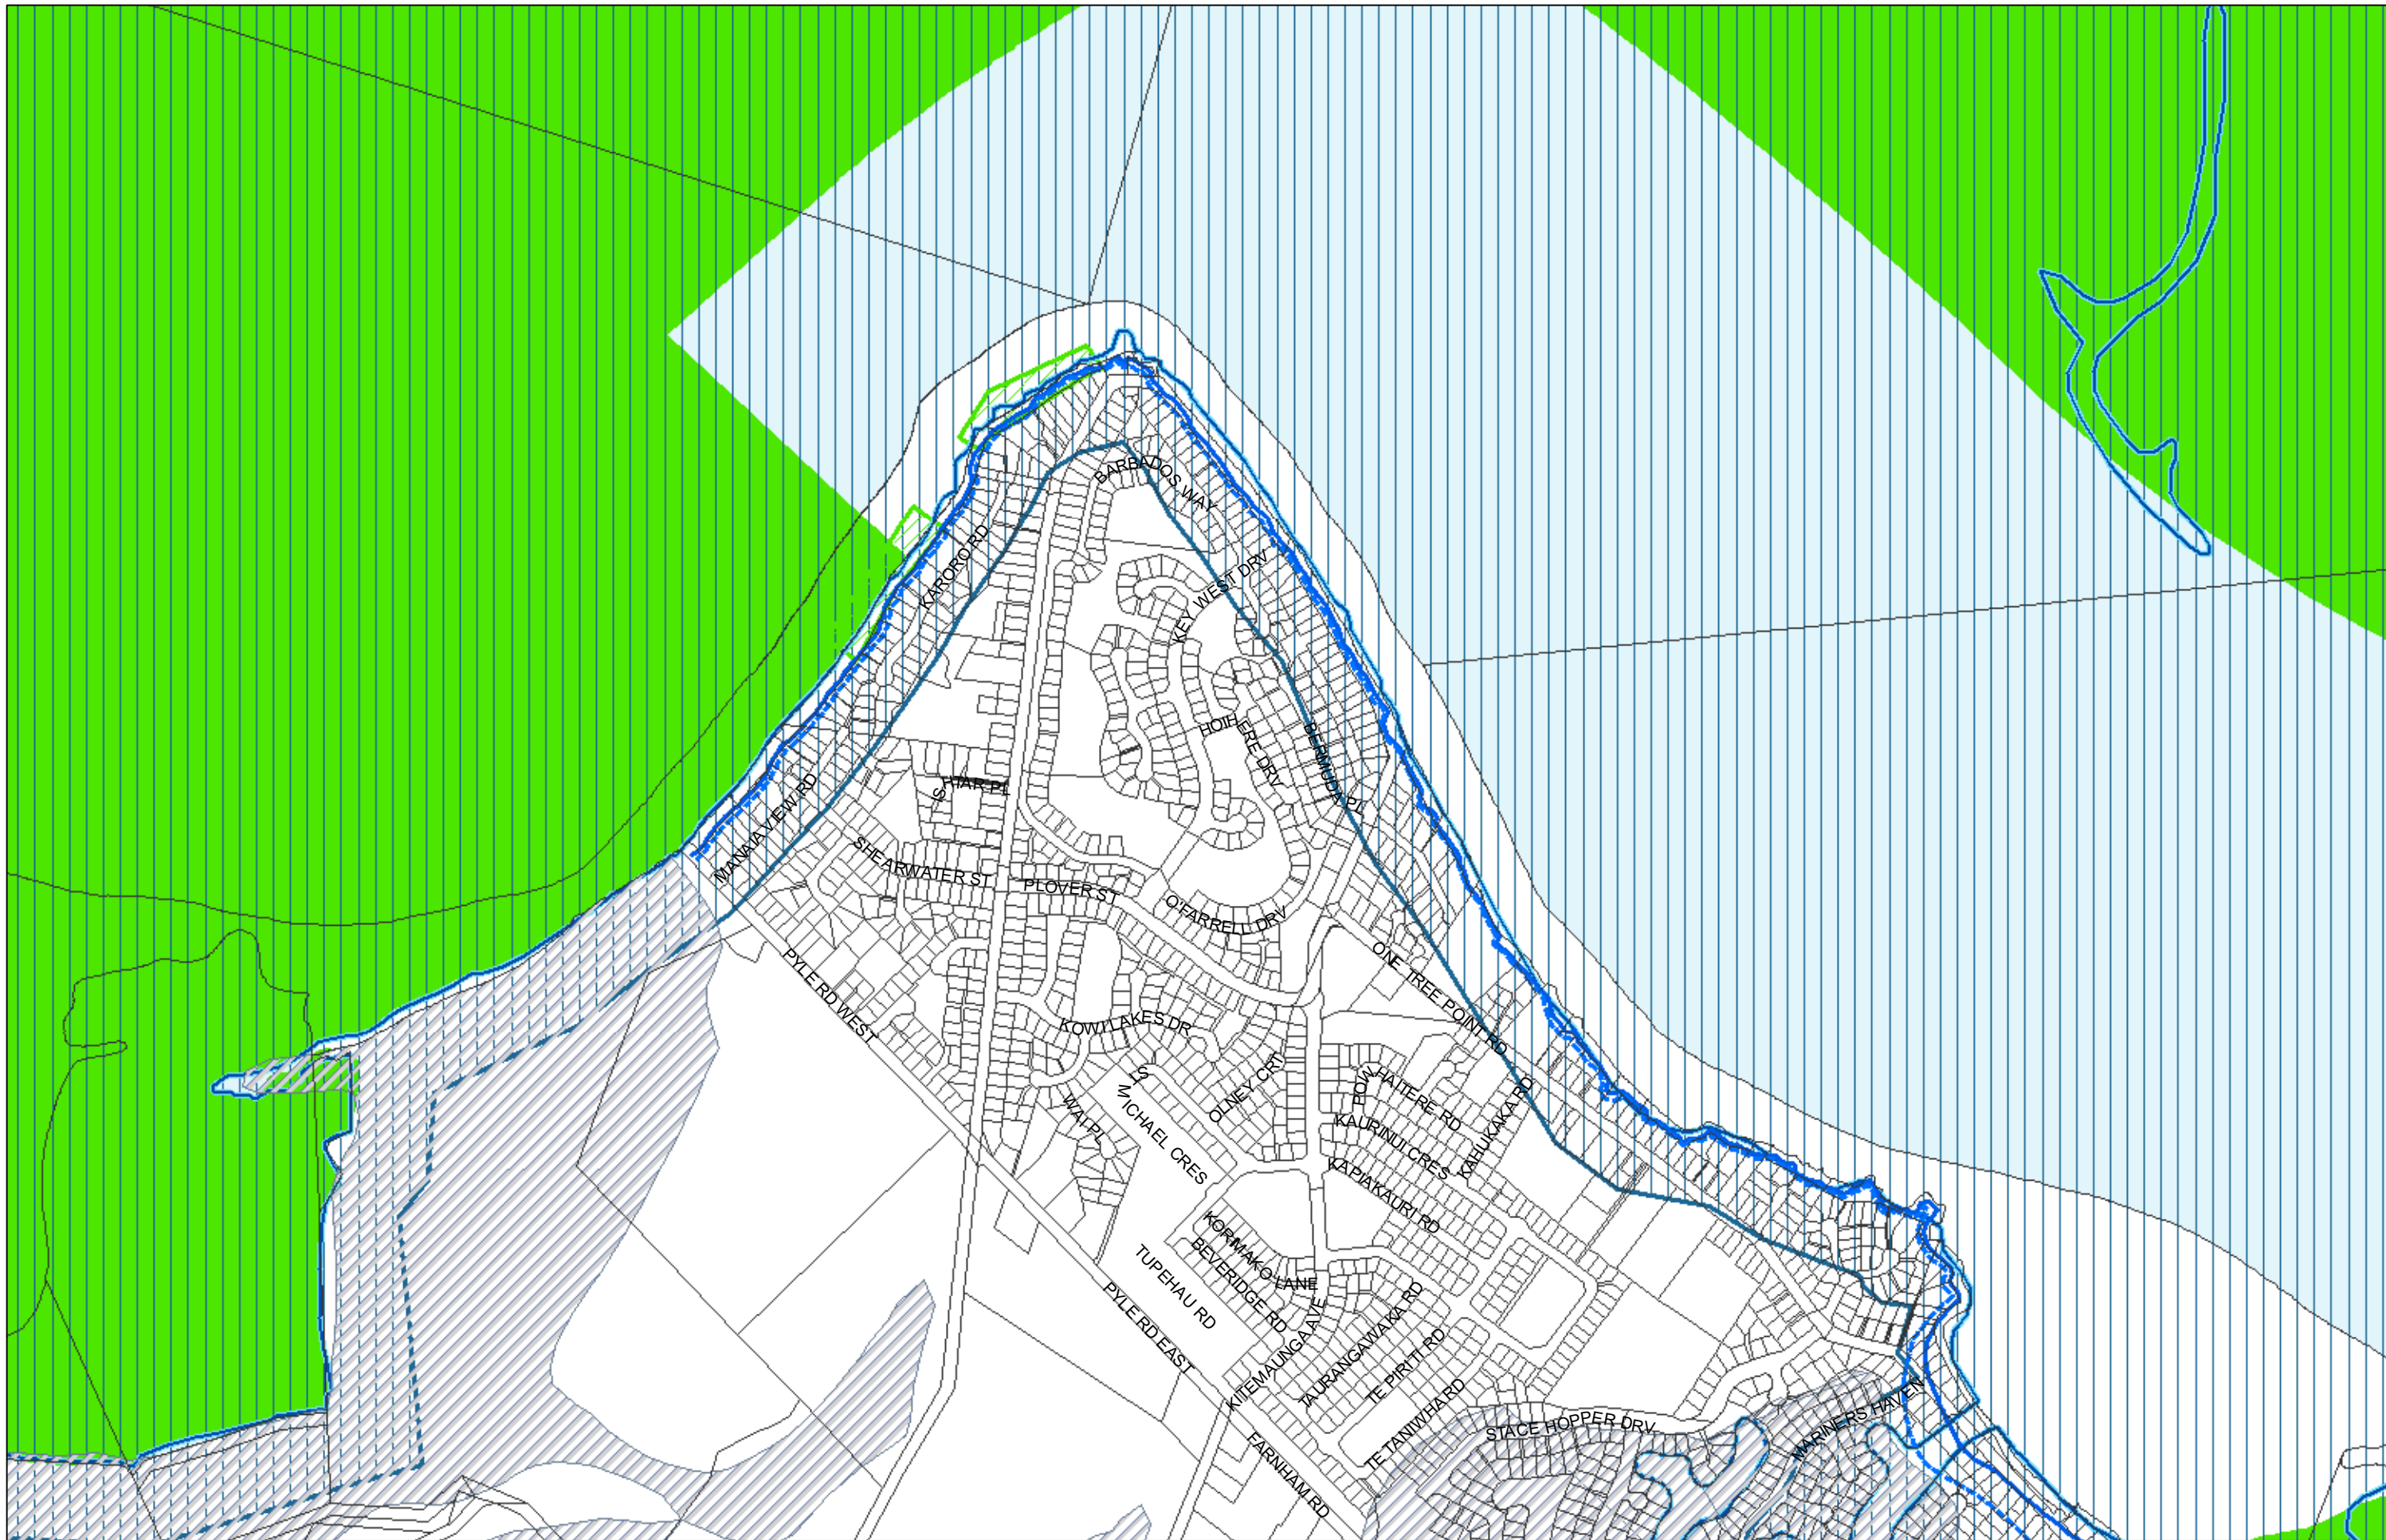 BARBADOS WAY
KARORO RD
KEY WEST DRV
HOIHERE DRV
BERMUDA PL
ISHTAR PL
MANAIA VIEW RD
SHEARWATER ST
PLOVER ST
O'FARRELL DRV
ONE TREE POINT RD
PYLE RD WEST
KOWI LAKES DR
ST MICHAEL CRES
OLNEY CRT
WAI PL
POWHAITERE RD
KAHUKAKA RD
KAURINUI CRES
KAPIAKAURI RD
KORIMAKO LANE
BEVERIDGE RD
TUPEHAU RD
PYLE RD EAST
KITEMAUNGA AVE
TAURANGAWAKA RD
TE PIRITI RD
TE TANIWHA RD
STACE HOPPER DRV
MARINERS HAVEN
FARNHAM RD